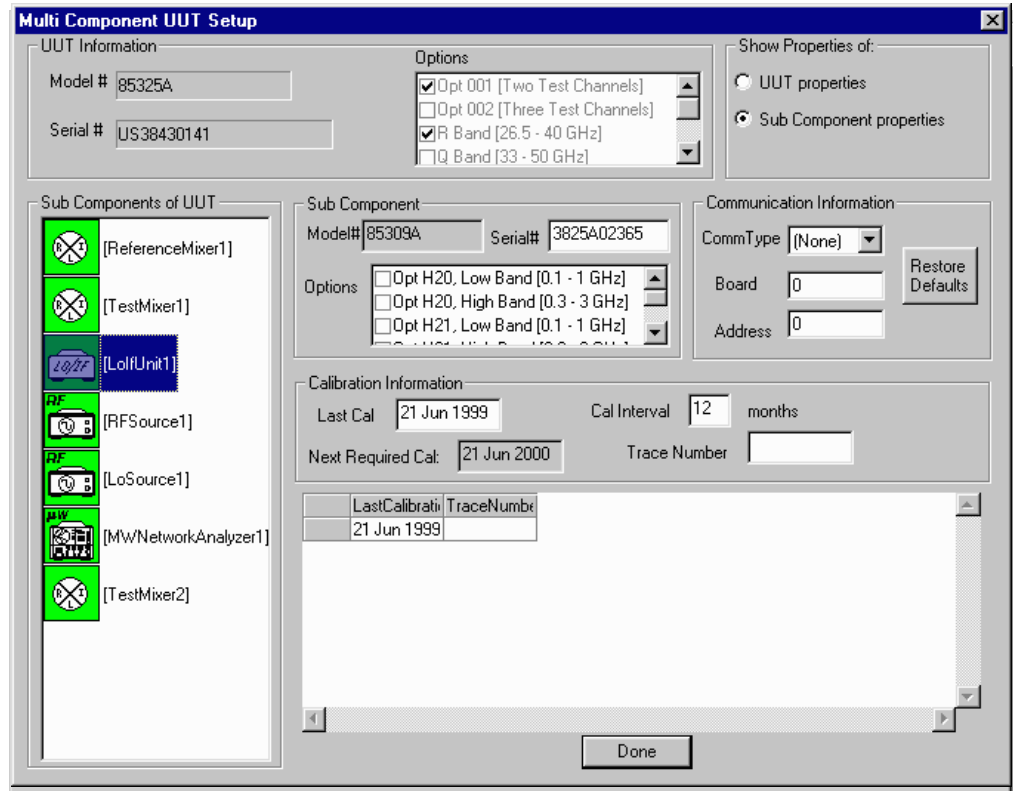 Multi Component UUT Setup
UUT Information
Model # 85325A
Serial # US38430141
Options
Opt 001 [Two Test Channels]
Opt 002 [Three Test Channels]
R Band [26.5 - 40 GHz]
Q Band [33 - 50 GHz]
Show Properties of:
UUT properties
Sub Component properties
Sub Components of UUT
[ReferenceMixer1]
[TestMixer1]
LO/IF [LoIfUnit1]
RF [RFSource1]
RF [LoSource1]
µW [MWNetworkAnalyzer1]
[TestMixer2]
Sub Component
Model# 85309A Serial# 3825A02365
Options
Opt H20, Low Band [0.1 - 1 GHz]
Opt H20, High Band [0.3 - 3 GHz]
Opt H21, Low Band [0.1 - 1 GHz]
Communication Information
CommType (None)
Board 0
Address 0
Restore Defaults
Calibration Information
Last Cal 21 Jun 1999 Cal Interval 12 months
Next Required Cal: 21 Jun 2000 Trace Number
LastCalibrati TraceNumbe
21 Jun 1999
Done